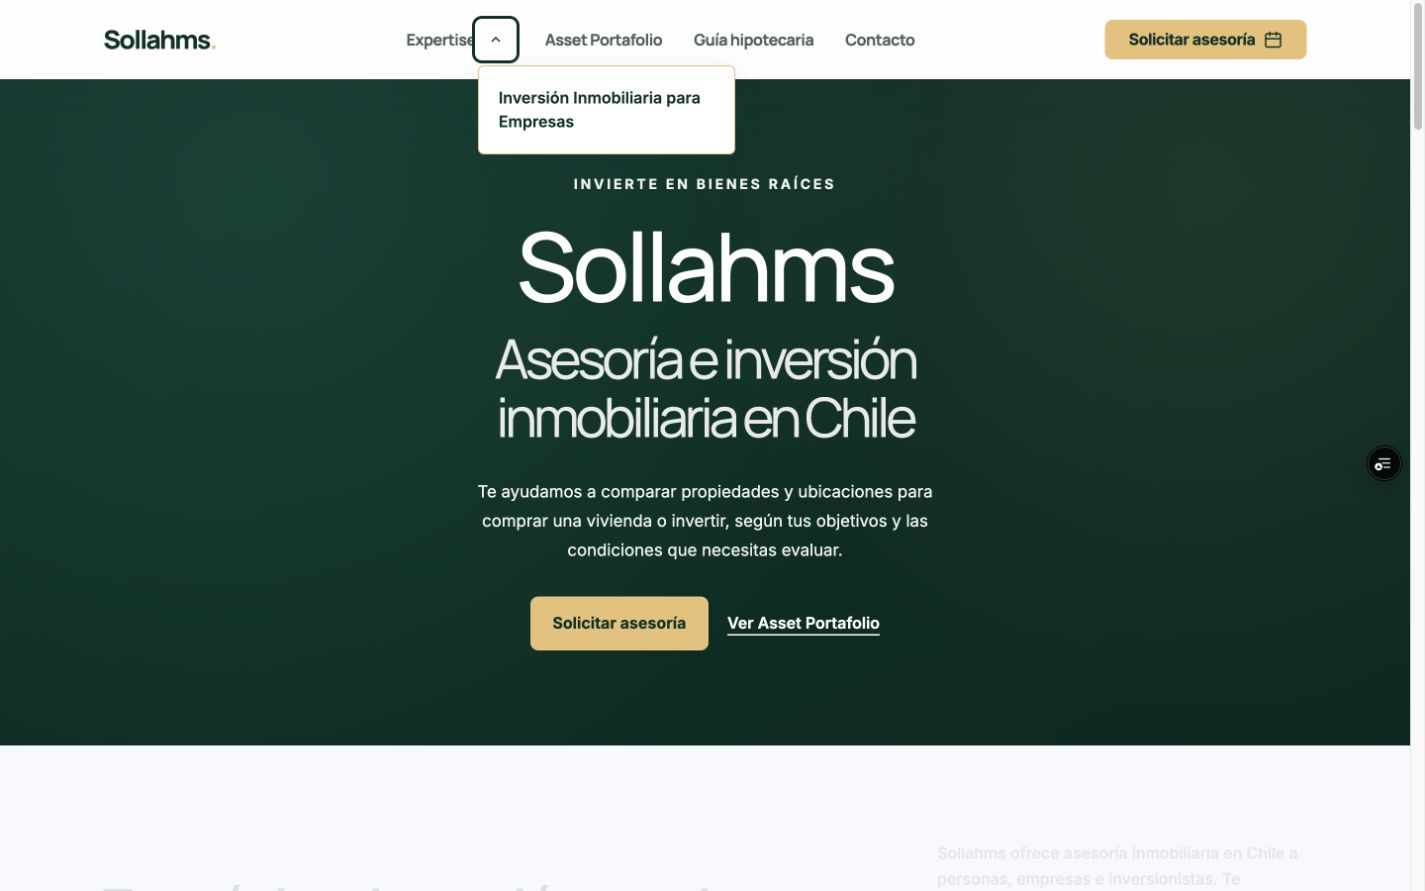 Sollahms.
Expertise
Asset Portafolio
Guía hipotecaria
Contacto
Solicitar asesoría
Inversión Inmobiliaria para
Empresas
INVIERTE EN BIENES RAÍCES
Sollahms
Asesoría e inversión
inmobiliaria en Chile
Te ayudamos a comparar propiedades y ubicaciones para
comprar una vivienda o invertir, según tus objetivos y las
condiciones que necesitas evaluar.
Solicitar asesoría
Ver Asset Portafolio
Sollahms ofrece asesoría inmobiliaria en Chile a
personas, empresas e inversionistas. Te